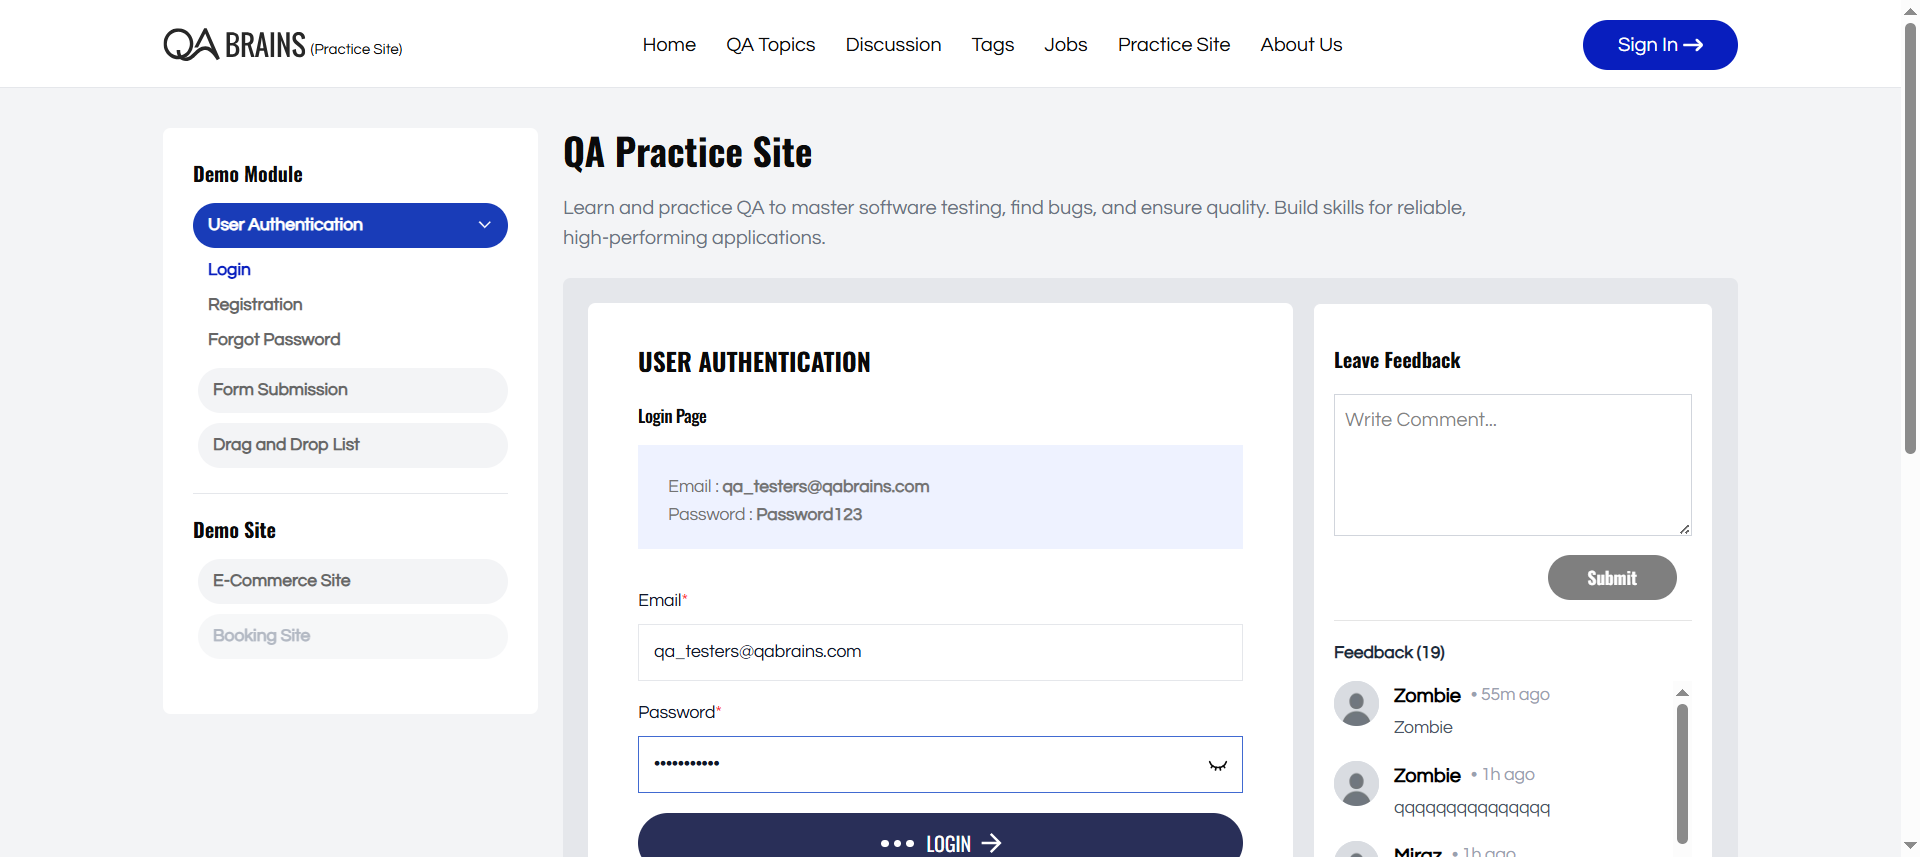 QA BRAINS (Practice Site)
Home QA Topics Discussion Tags Jobs Practice Site About Us
Sign In
Demo Module
User Authentication
Login
Registration
Forgot Password
Form Submission
Drag and Drop List
Demo Site
E-Commerce Site
Booking Site
QA Practice Site
Learn and practice QA to master software testing, find bugs, and ensure quality. Build skills for reliable,
high-performing applications.
USER AUTHENTICATION
Login Page
Email : qa_testers@qabrains.com
Password : Password123
Email*
qa_testers@qabrains.com
Password*
•••••••••••
LOGIN
Leave Feedback
Write Comment...
Submit
Feedback (19)
Zombie • 55m ago
Zombie
Zombie • 1h ago
qqqqqqqqqqqqqqq
Miraz • 1h ago